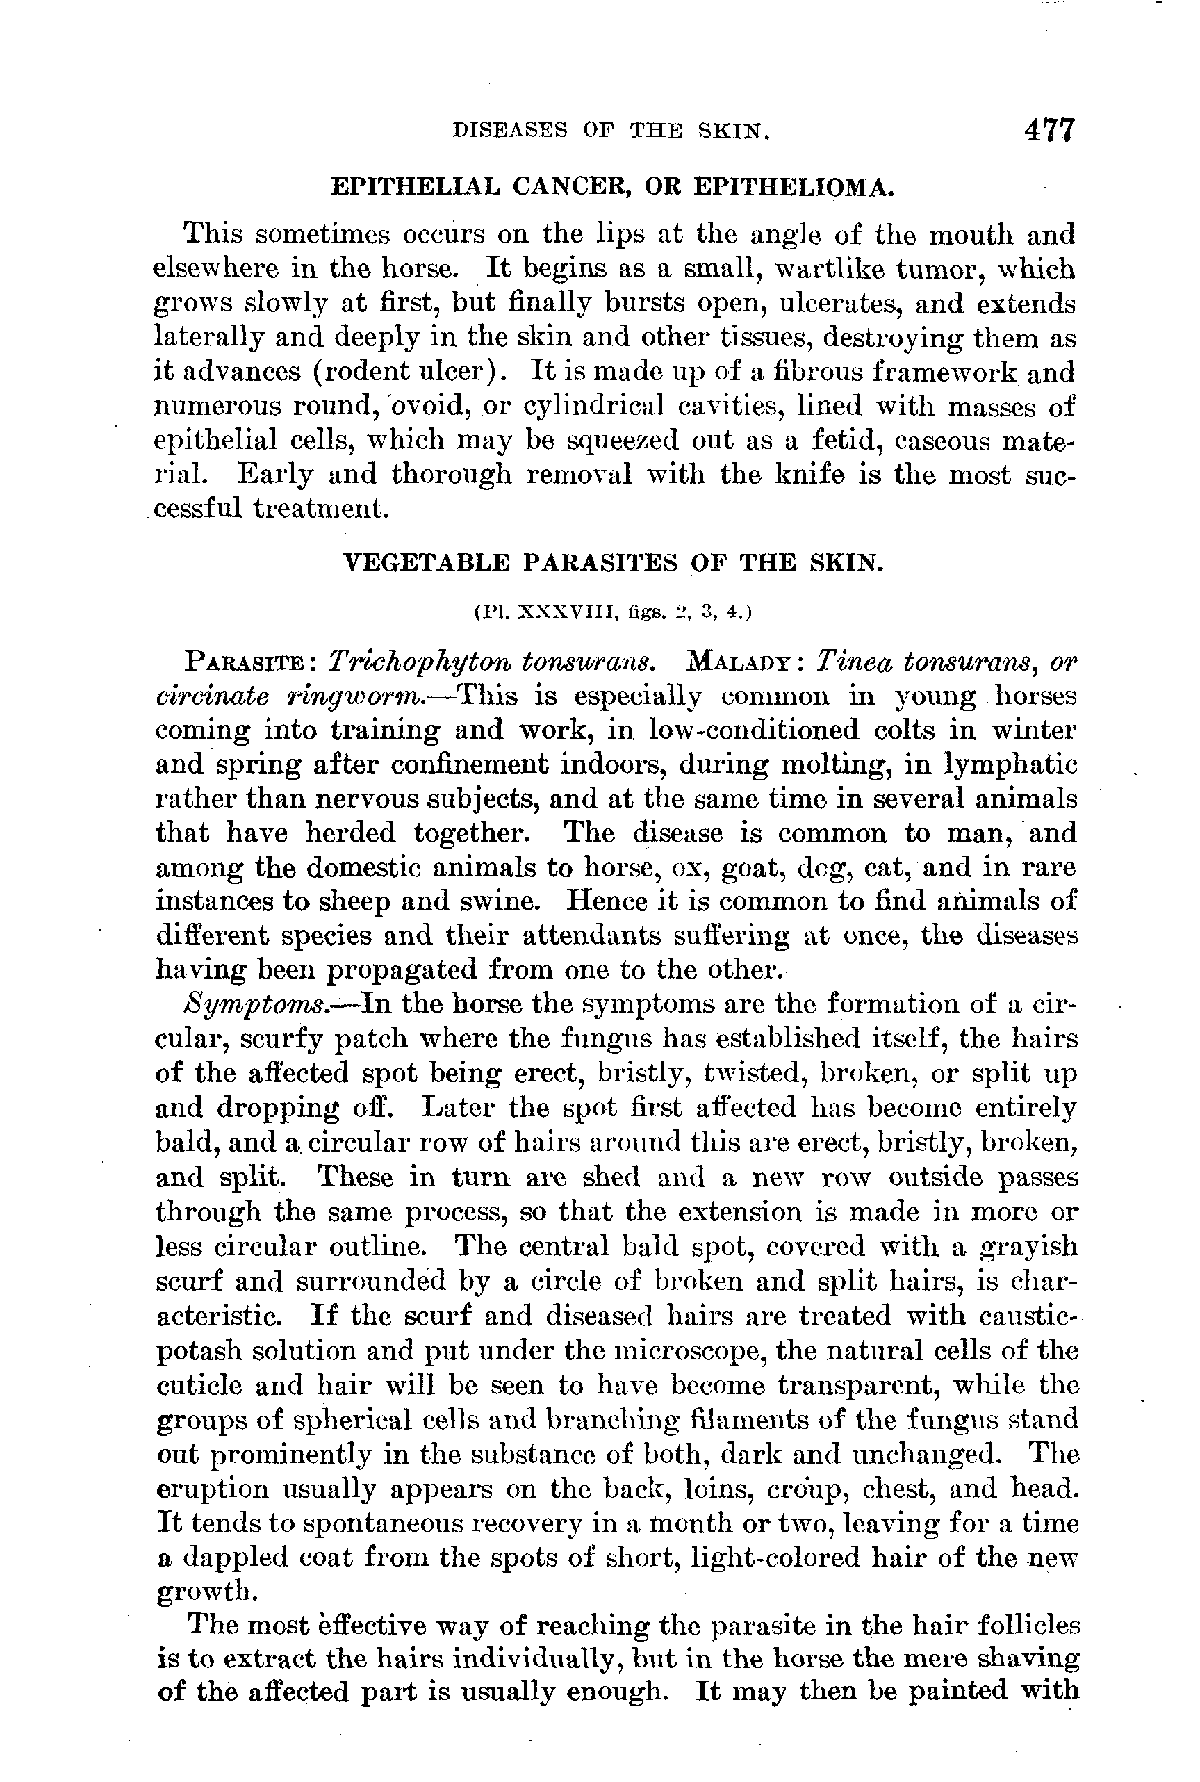 DISEASES OF THE SKIN. 477
EPITHELIAL CANCER, OR EPITHELIOMA.
This sometimes occurs on the lips at the angle of the mouth and
elsewhere in the horse. It begins as a small, wartlike tumor, which
grows slowly at first, but finally bursts open, ulcerates, and extends
laterally and deeply in the skin and other tissues, destroying them as
it advances (rodent ulcer). It is made up of a fibrous framework and
numerous round, ovoid, or cylindrical cavities, lined with masses of
epithelial cells, which may be squeezed out as a fetid, caseous mate-
rial. Early and thorough removal with the knife is the most suc-
cessful treatment.
VEGETABLE PARASITES OF THE SKIN.
(Pl. XXXVIII, figs. 2, 3, 4.)
PARASITE: Trichophyton tonsurans. MALADY: Tinea tonsurans, or
circinate ringworm.—This is especially common in young horses
coming into training and work, in low-conditioned colts in winter
and spring after confinement indoors, during molting, in lymphatic
rather than nervous subjects, and at the same time in several animals
that have herded together. The disease is common to man, and
among the domestic animals to horse, ox, goat, dog, cat, and in rare
instances to sheep and swine. Hence it is common to find animals of
different species and their attendants suffering at once, the diseases
having been propagated from one to the other.
Symptoms.—In the horse the symptoms are the formation of a cir-
cular, scurfy patch where the fungus has established itself, the hairs
of the affected spot being erect, bristly, twisted, broken, or split up
and dropping off. Later the spot first affected has become entirely
bald, and a circular row of hairs around this are erect, bristly, broken,
and split. These in turn are shed and a new row outside passes
through the same process, so that the extension is made in more or
less circular outline. The central bald spot, covered with a grayish
scurf and surrounded by a circle of broken and split hairs, is char-
acteristic. If the scurf and diseased hairs are treated with caustic-
potash solution and put under the microscope, the natural cells of the
cuticle and hair will be seen to have become transparent, while the
groups of spherical cells and branching filaments of the fungus stand
out prominently in the substance of both, dark and unchanged. The
eruption usually appears on the back, loins, croup, chest, and head.
It tends to spontaneous recovery in a month or two, leaving for a time
a dappled coat from the spots of short, light-colored hair of the new
growth.
The most effective way of reaching the parasite in the hair follicles
is to extract the hairs individually, but in the horse the mere shaving
of the affected part is usually enough. It may then be painted with